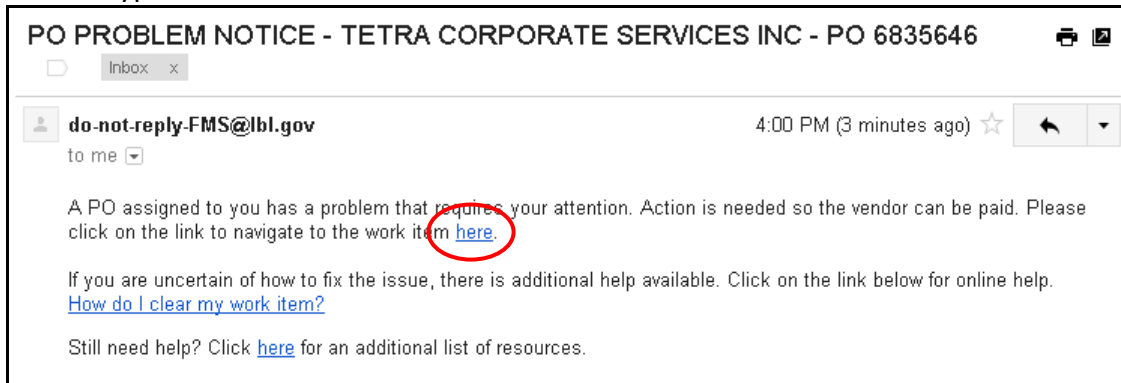 PO PROBLEM NOTICE - TETRA CORPORATE SERVICES INC - PO 6835646
Inbox x
do-not-reply-FMS@lbl.gov 4:00 PM (3 minutes ago)
to me
A PO assigned to you has a problem that requires your attention. Action is needed so the vendor can be paid. Please
click on the link to navigate to the work item here.
If you are uncertain of how to fix the issue, there is additional help available. Click on the link below for online help.
How do I clear my work item?
Still need help? Click here for an additional list of resources.